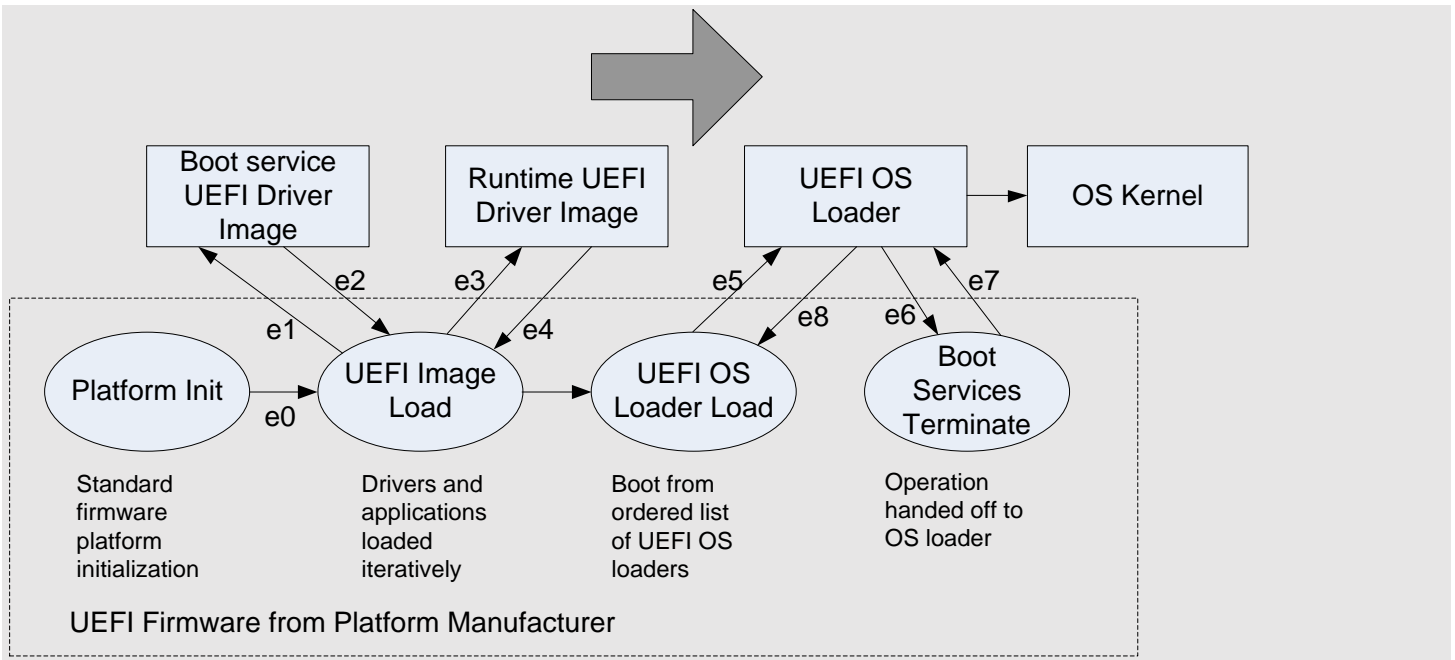 Boot service
UEFI Driver
Image
Runtime UEFI
Driver Image
UEFI OS
Loader
OS Kernel
e1
e2
e3
e4
e5
e8
e6
e7
Platform Init
e0
UEFI Image
Load
UEFI OS
Loader Load
Boot
Services
Terminate
Standard
firmware
platform
initialization
Drivers and
applications
loaded
iteratively
Boot from
ordered list
of UEFI OS
loaders
Operation
handed off to
OS loader
UEFI Firmware from Platform Manufacturer